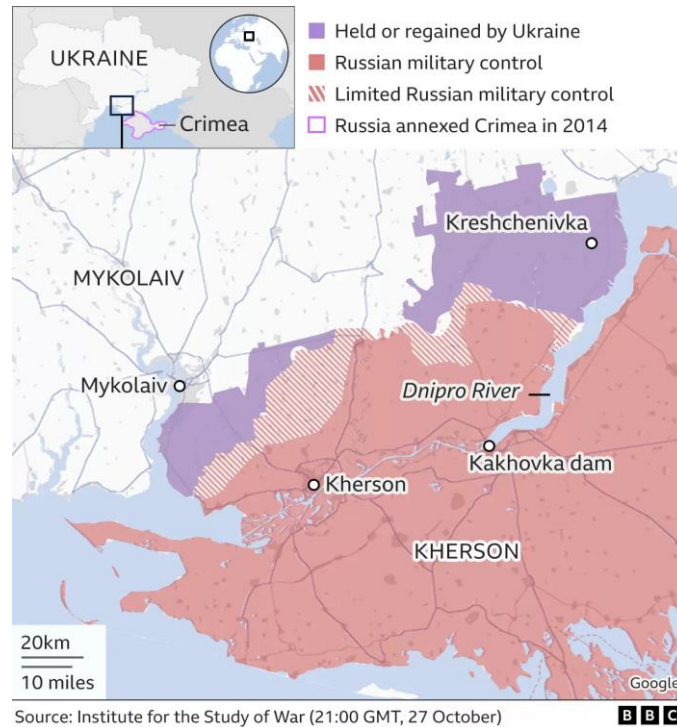 UKRAINE
Crimea
Held or regained by Ukraine
Russian military control
Limited Russian military control
Russia annexed Crimea in 2014
Kreshchenivka
MYKOLAIV
Mykolaiv
Dnipro River
Kakhovka dam
Kherson
KHERSON
20km
10 miles
Google
Source: Institute for the Study of War (21:00 GMT, 27 October)
BBC